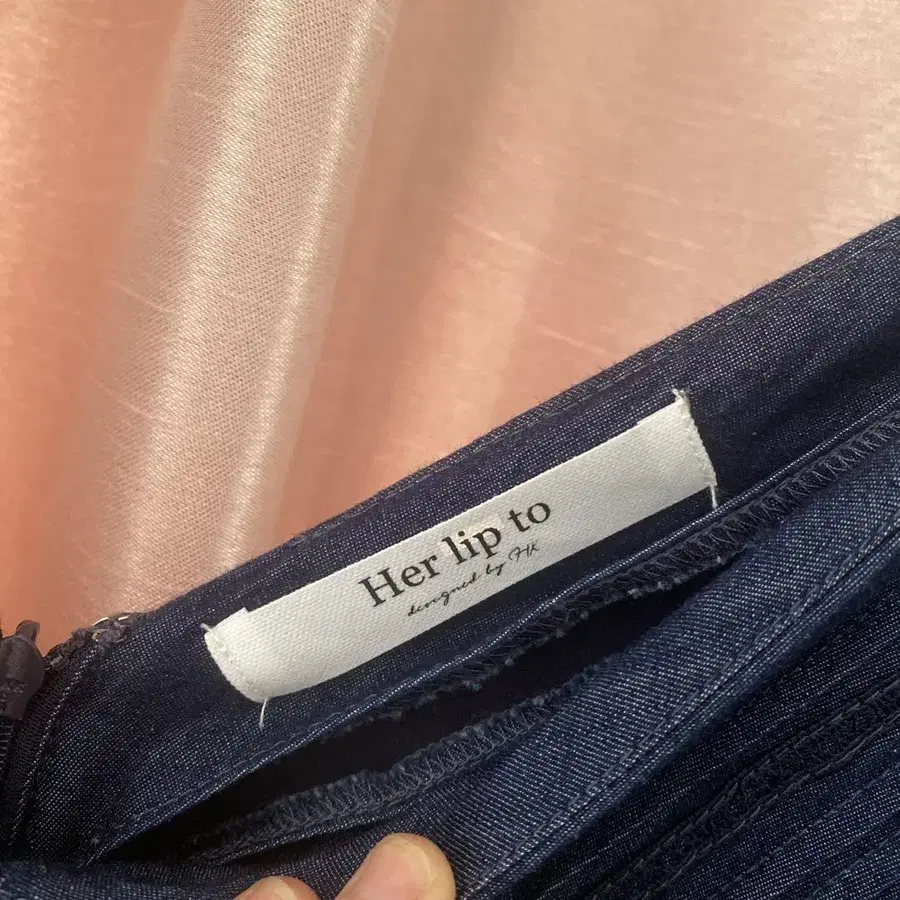 Her lip to
designed by HK